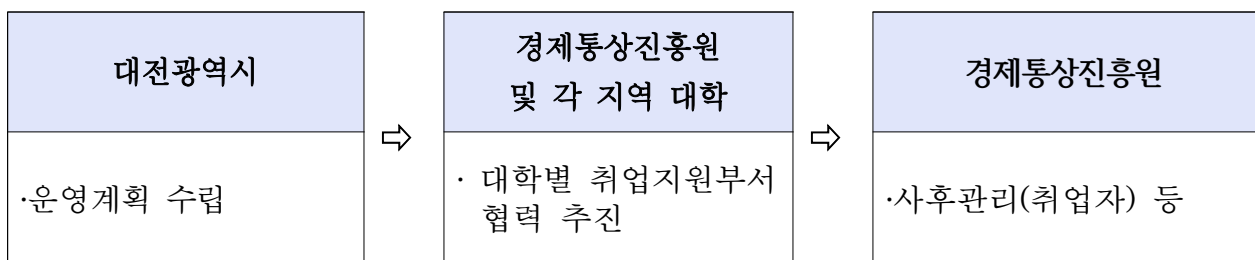 대전광역시
·운영계획 수립
⇨
경제통상진흥원
및 각 지역 대학
· 대학별 취업지원부서
협력 추진
⇨
경제통상진흥원
·사후관리(취업자) 등